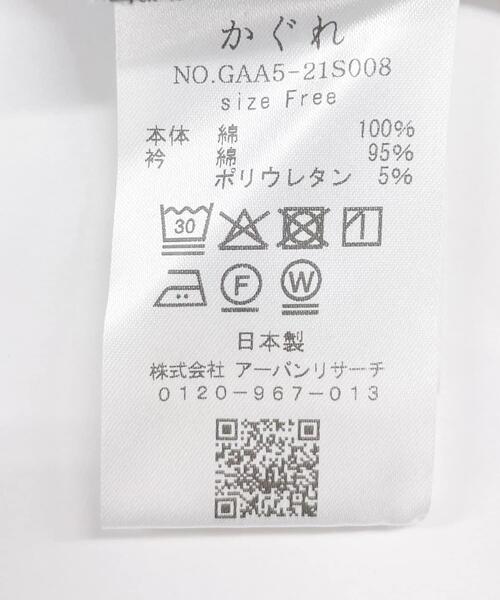 かぐれ
NO.GAA5-21S008
size Free
本体 綿 100%
衿 綿 95%
ポリウレタン 5%
30
F W
日本製
株式会社 アーバンリサーチ
0120-967-013